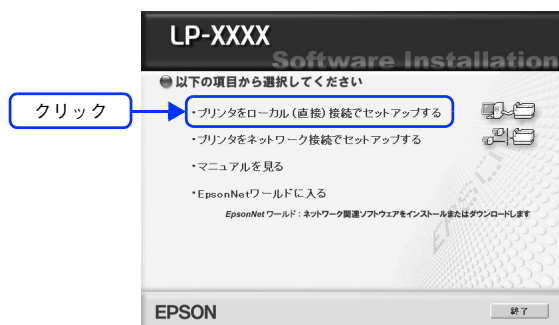 LP-XXXX
Software Installation
以下の項目から選択してください
クリック
・プリンタをローカル(直接)接続でセットアップする
・プリンタをネットワーク接続でセットアップする
・マニュアルを見る
・EpsonNetワールドに入る
EpsonNet ワールド：ネットワーク関連ソフトウェアをインストールまたはダウンロードします
EPSON
EPSON
終了